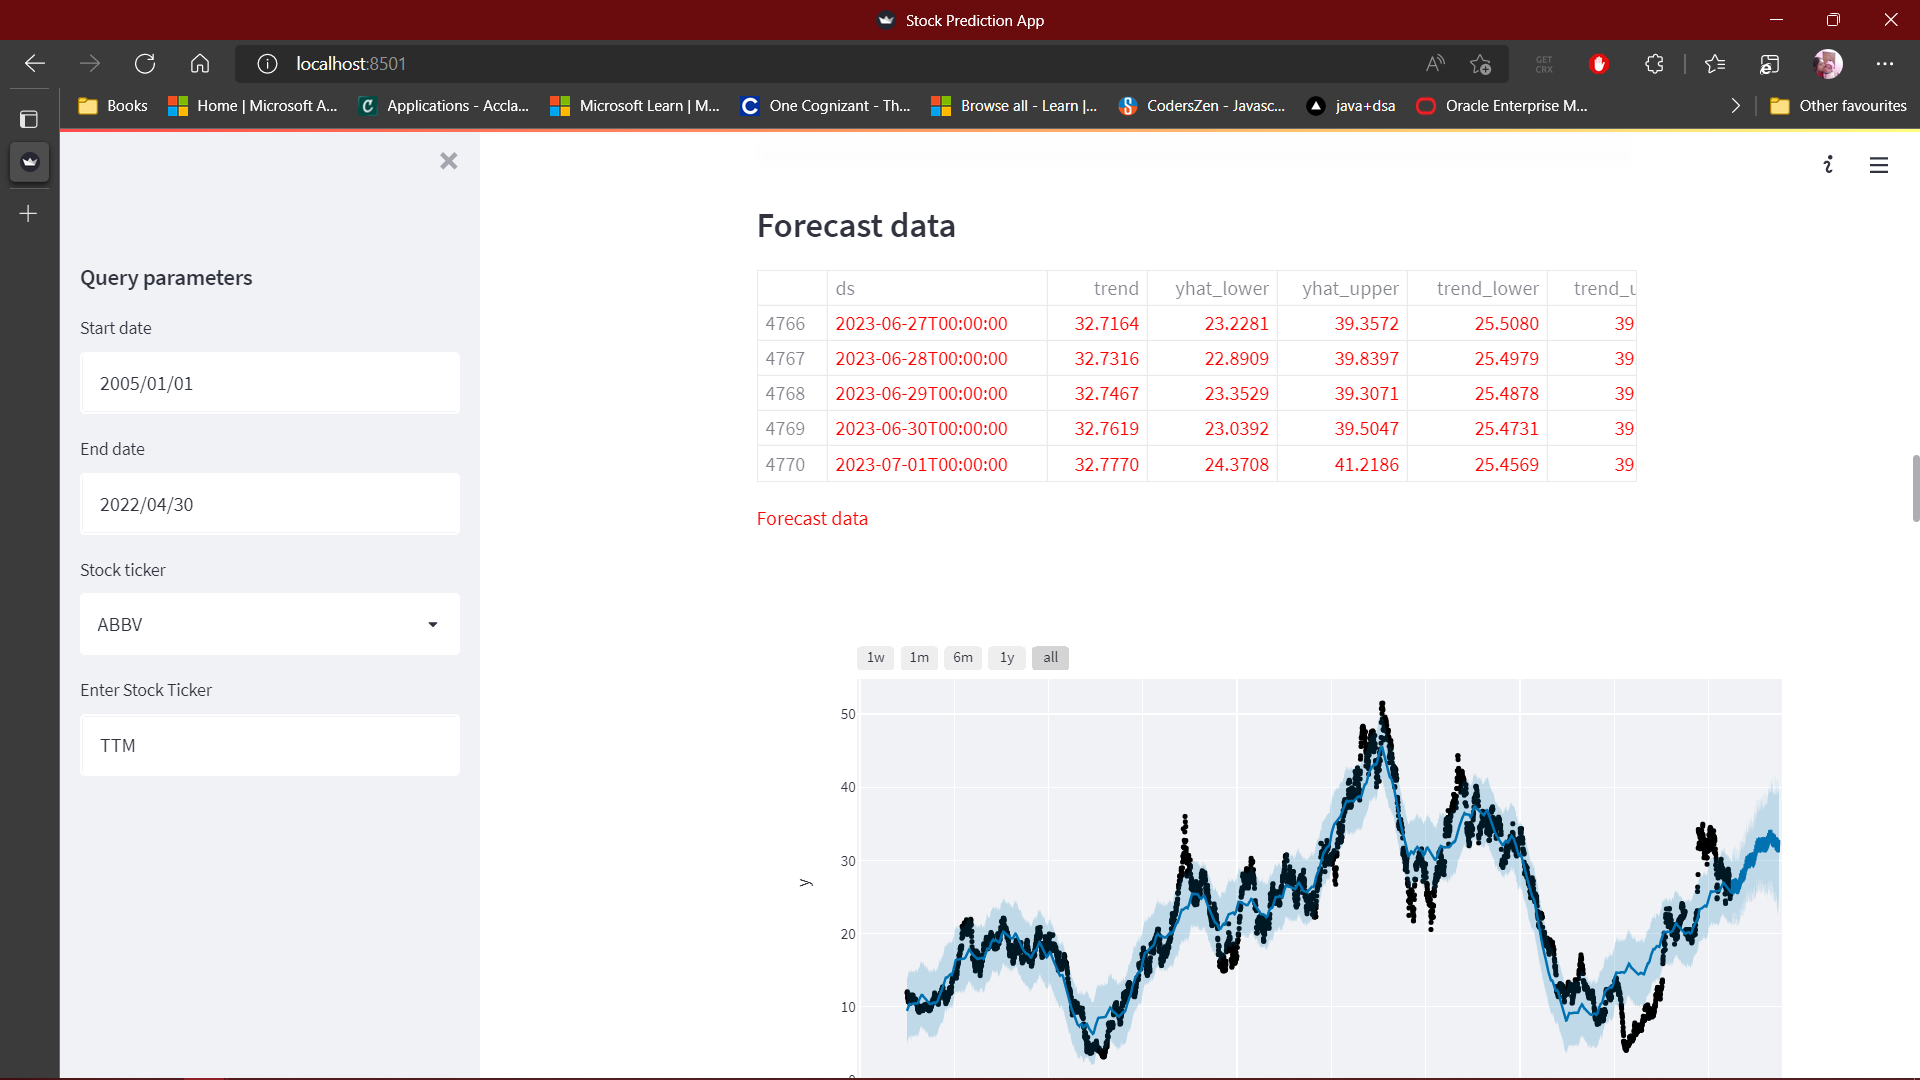 Stock Prediction App
localhost:8501
GET CRX
Books
Home | Microsoft A...
Applications - Accla...
Microsoft Learn | M...
One Cognizant - Th...
Browse all - Learn |...
CodersZen - Javasc...
java+dsa
Oracle Enterprise M...
Other favourites
Query parameters
Start date
2005/01/01
End date
2022/04/30
Stock ticker
ABBV
Enter Stock Ticker
TTM
Forecast data
ds trend yhat_lower yhat_upper trend_lower trend_u
4766 2023-06-27T00:00:00 32.7164 23.2281 39.3572 25.5080 39
4767 2023-06-28T00:00:00 32.7316 22.8909 39.8397 25.4979 39
4768 2023-06-29T00:00:00 32.7467 23.3529 39.3071 25.4878 39
4769 2023-06-30T00:00:00 32.7619 23.0392 39.5047 25.4731 39
4770 2023-07-01T00:00:00 32.7770 24.3708 41.2186 25.4569 39
Forecast data
1w 1m 6m 1y all
50
40
30
y
20
10